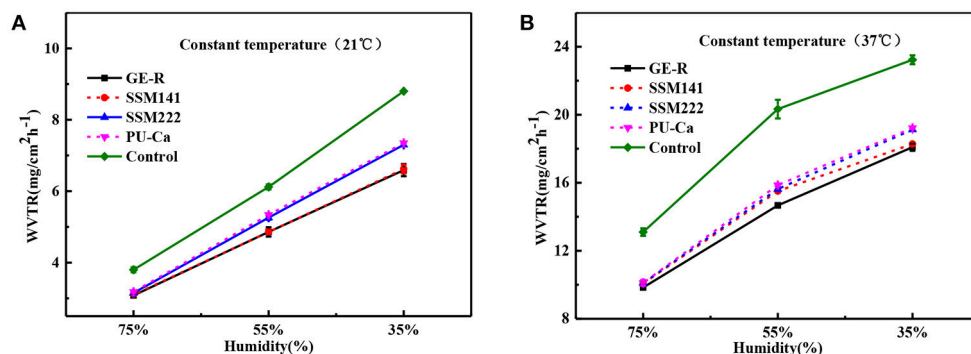 A
Constant temperature（21℃）
GE-R
SSM141
SSM222
PU-Ca
Control
WVTR(mg/cm²h⁻¹)
10
8
6
4
75%
55%
35%
Humidity(%)
B
Constant temperature（37℃）
GE-R
SSM141
SSM222
PU-Ca
Control
WVTR(mg/cm²h⁻¹)
24
20
16
12
8
75%
55%
35%
Humidity(%)